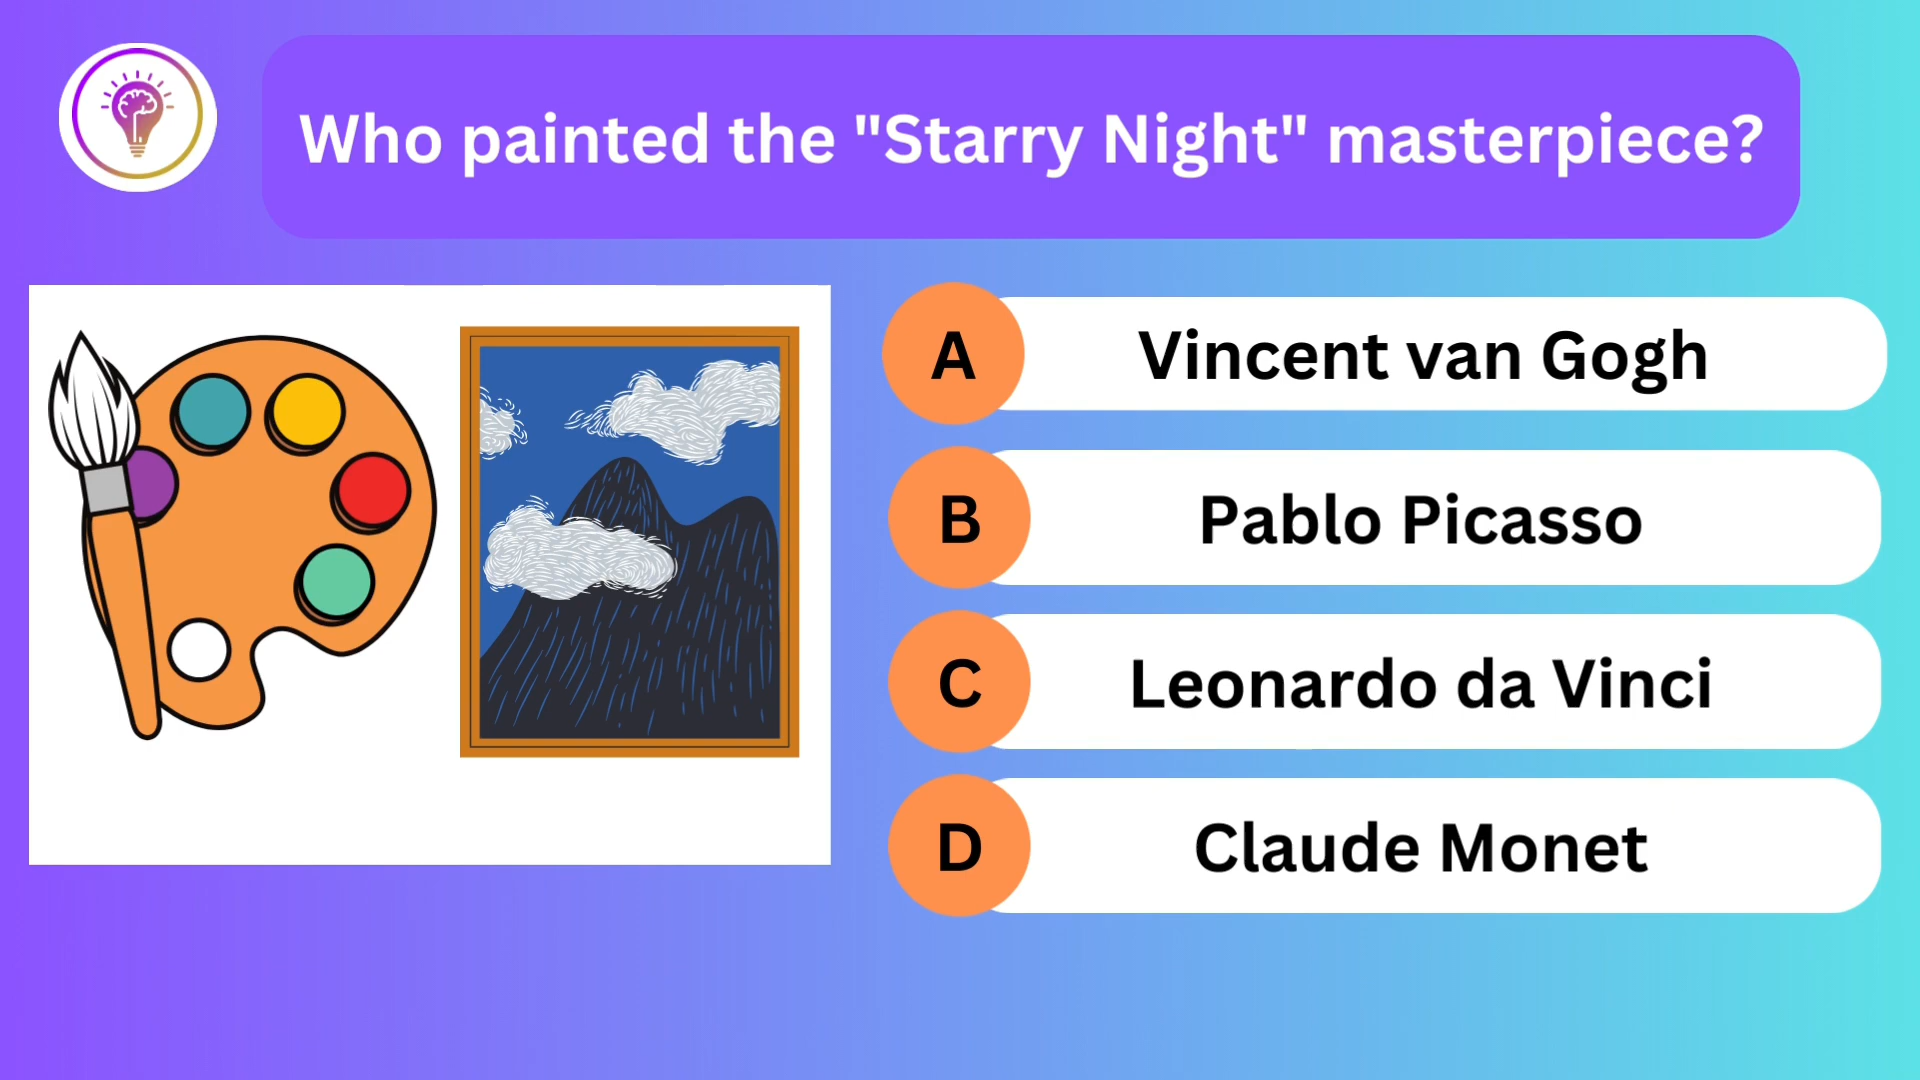 Who painted the "Starry Night" masterpiece?
A Vincent van Gogh
B Pablo Picasso
C Leonardo da Vinci
D Claude Monet